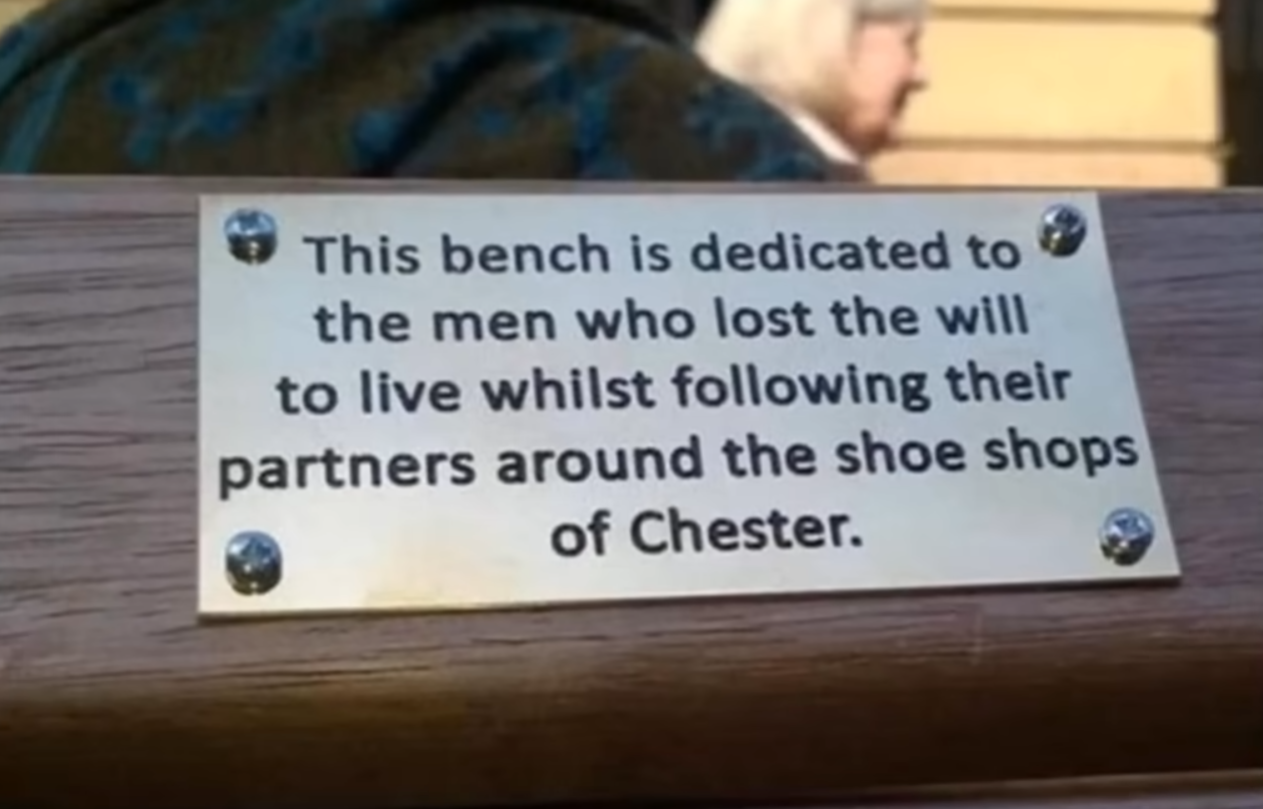 This bench is dedicated to
the men who lost the will
to live whilst following their
partners around the shoe shops
of Chester.